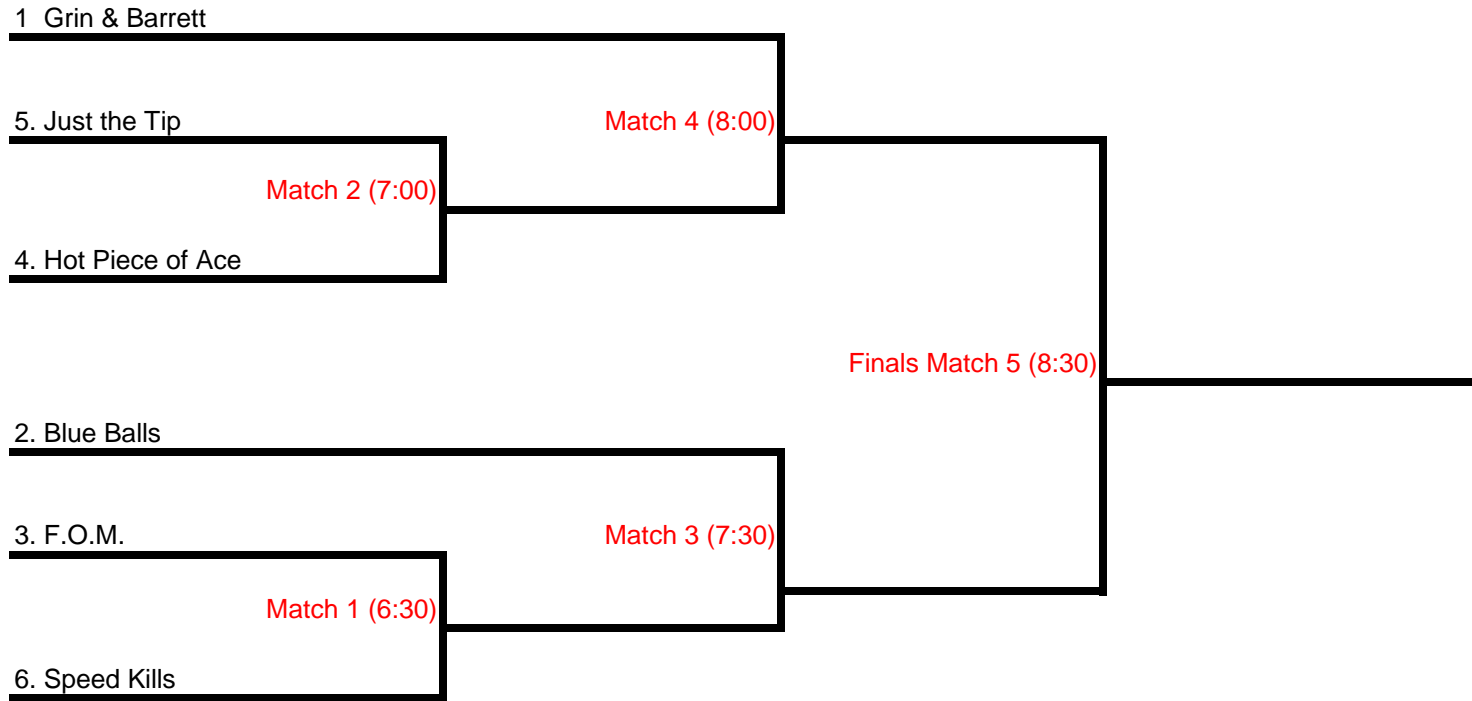 1  Grin & Barrett
5. Just the Tip
Match 4 (8:00)
Match 2 (7:00)
4. Hot Piece of Ace
Finals Match 5 (8:30)
2. Blue Balls
3. F.O.M.
Match 3 (7:30)
Match 1 (6:30)
6. Speed Kills